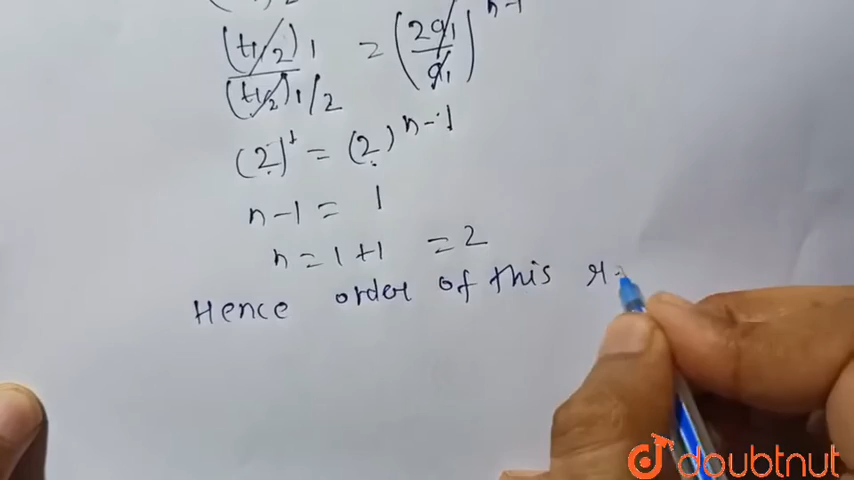 (t1/2)1 / (t1/2)1/2 = (2a1 / a1)^n-1
(2)^1 = (2)^n-1
n-1 = 1
n = 1+1 = 2
Hence order of this
doubtnut